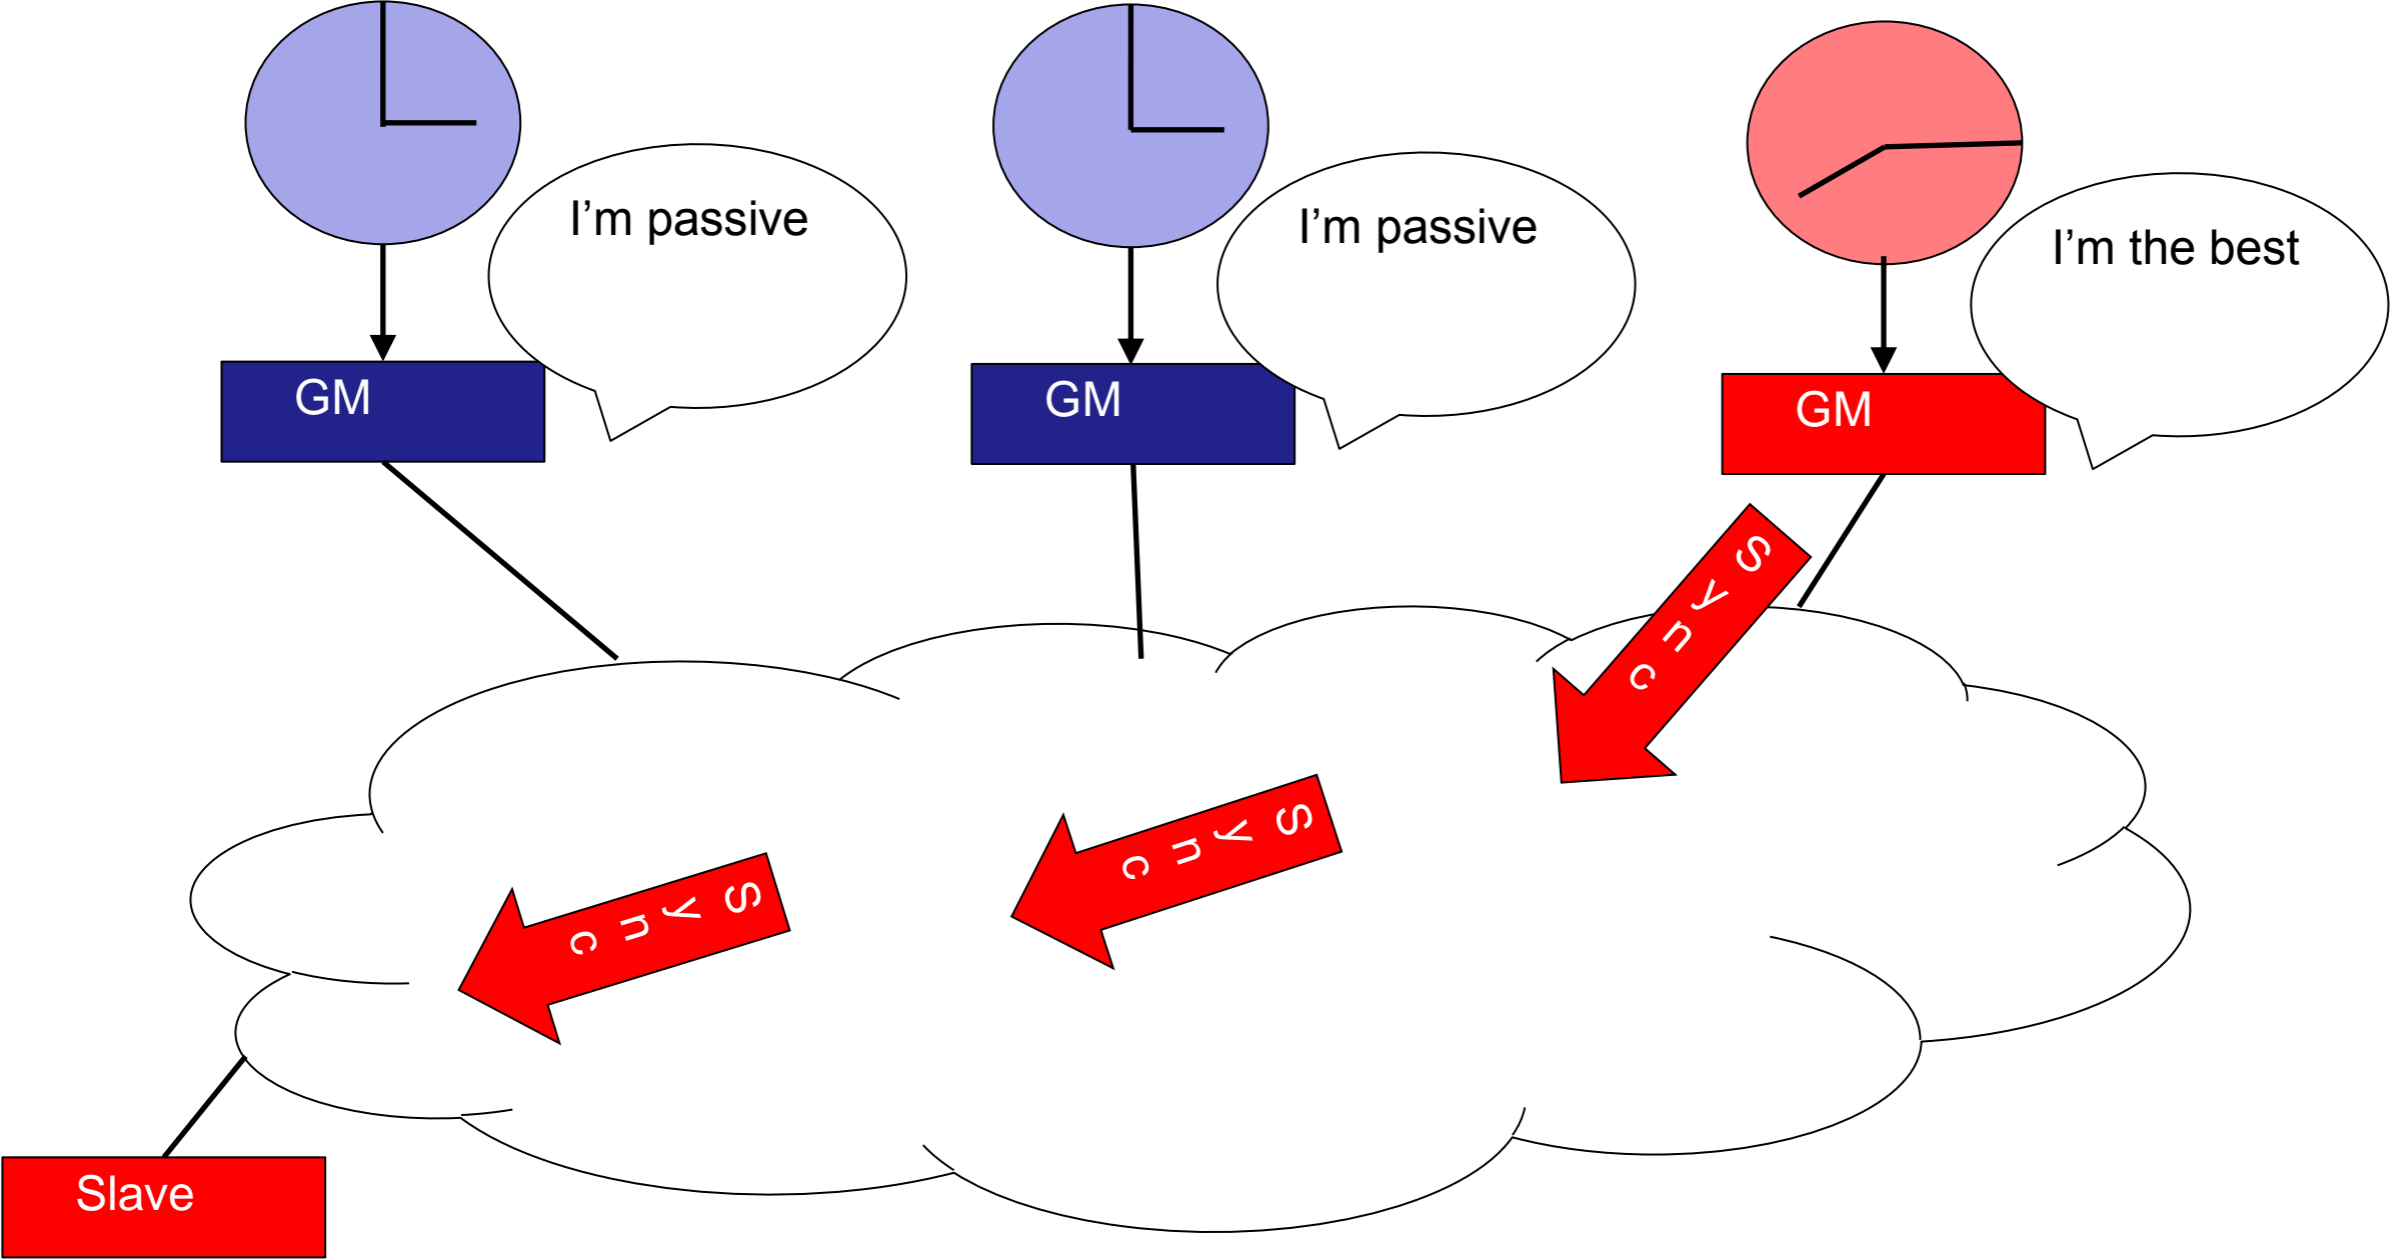 I’m passive
I’m passive
I’m the best
GM
GM
GM
Sync
Sync
Sync
Slave